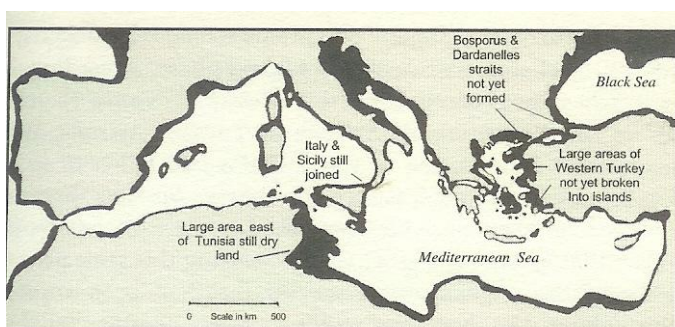 Bosporus &
Dardanelles
straits
not yet
formed
Black Sea
Italy &
Sicily still
joined
Large areas of
Western Turkey
not yet broken
Into Islands
Large area east
of Tunisia still dry
land
Mediterranean Sea
0 Scale in km 500